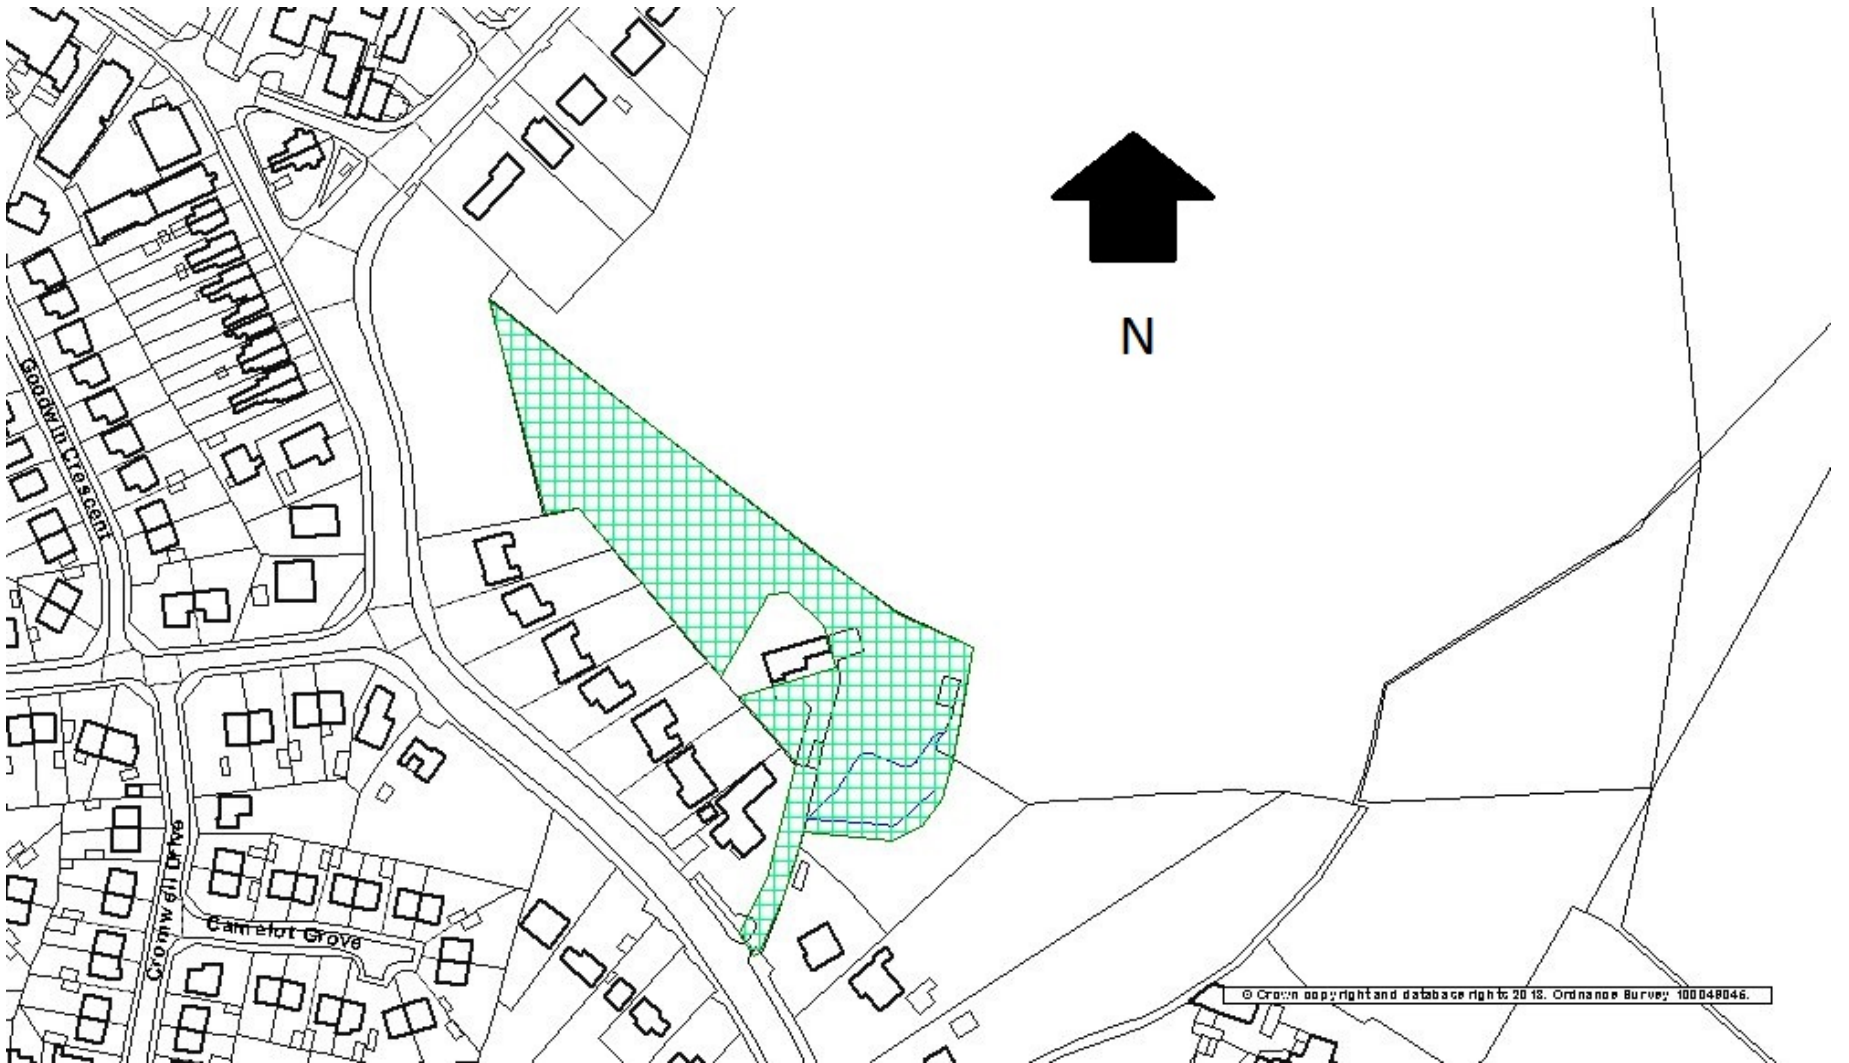 N
Goodwin Crescent
Cromwell Drive
Camelot Grove
© Crown copyright and database rights 2018. Ordnance Survey 100049046.